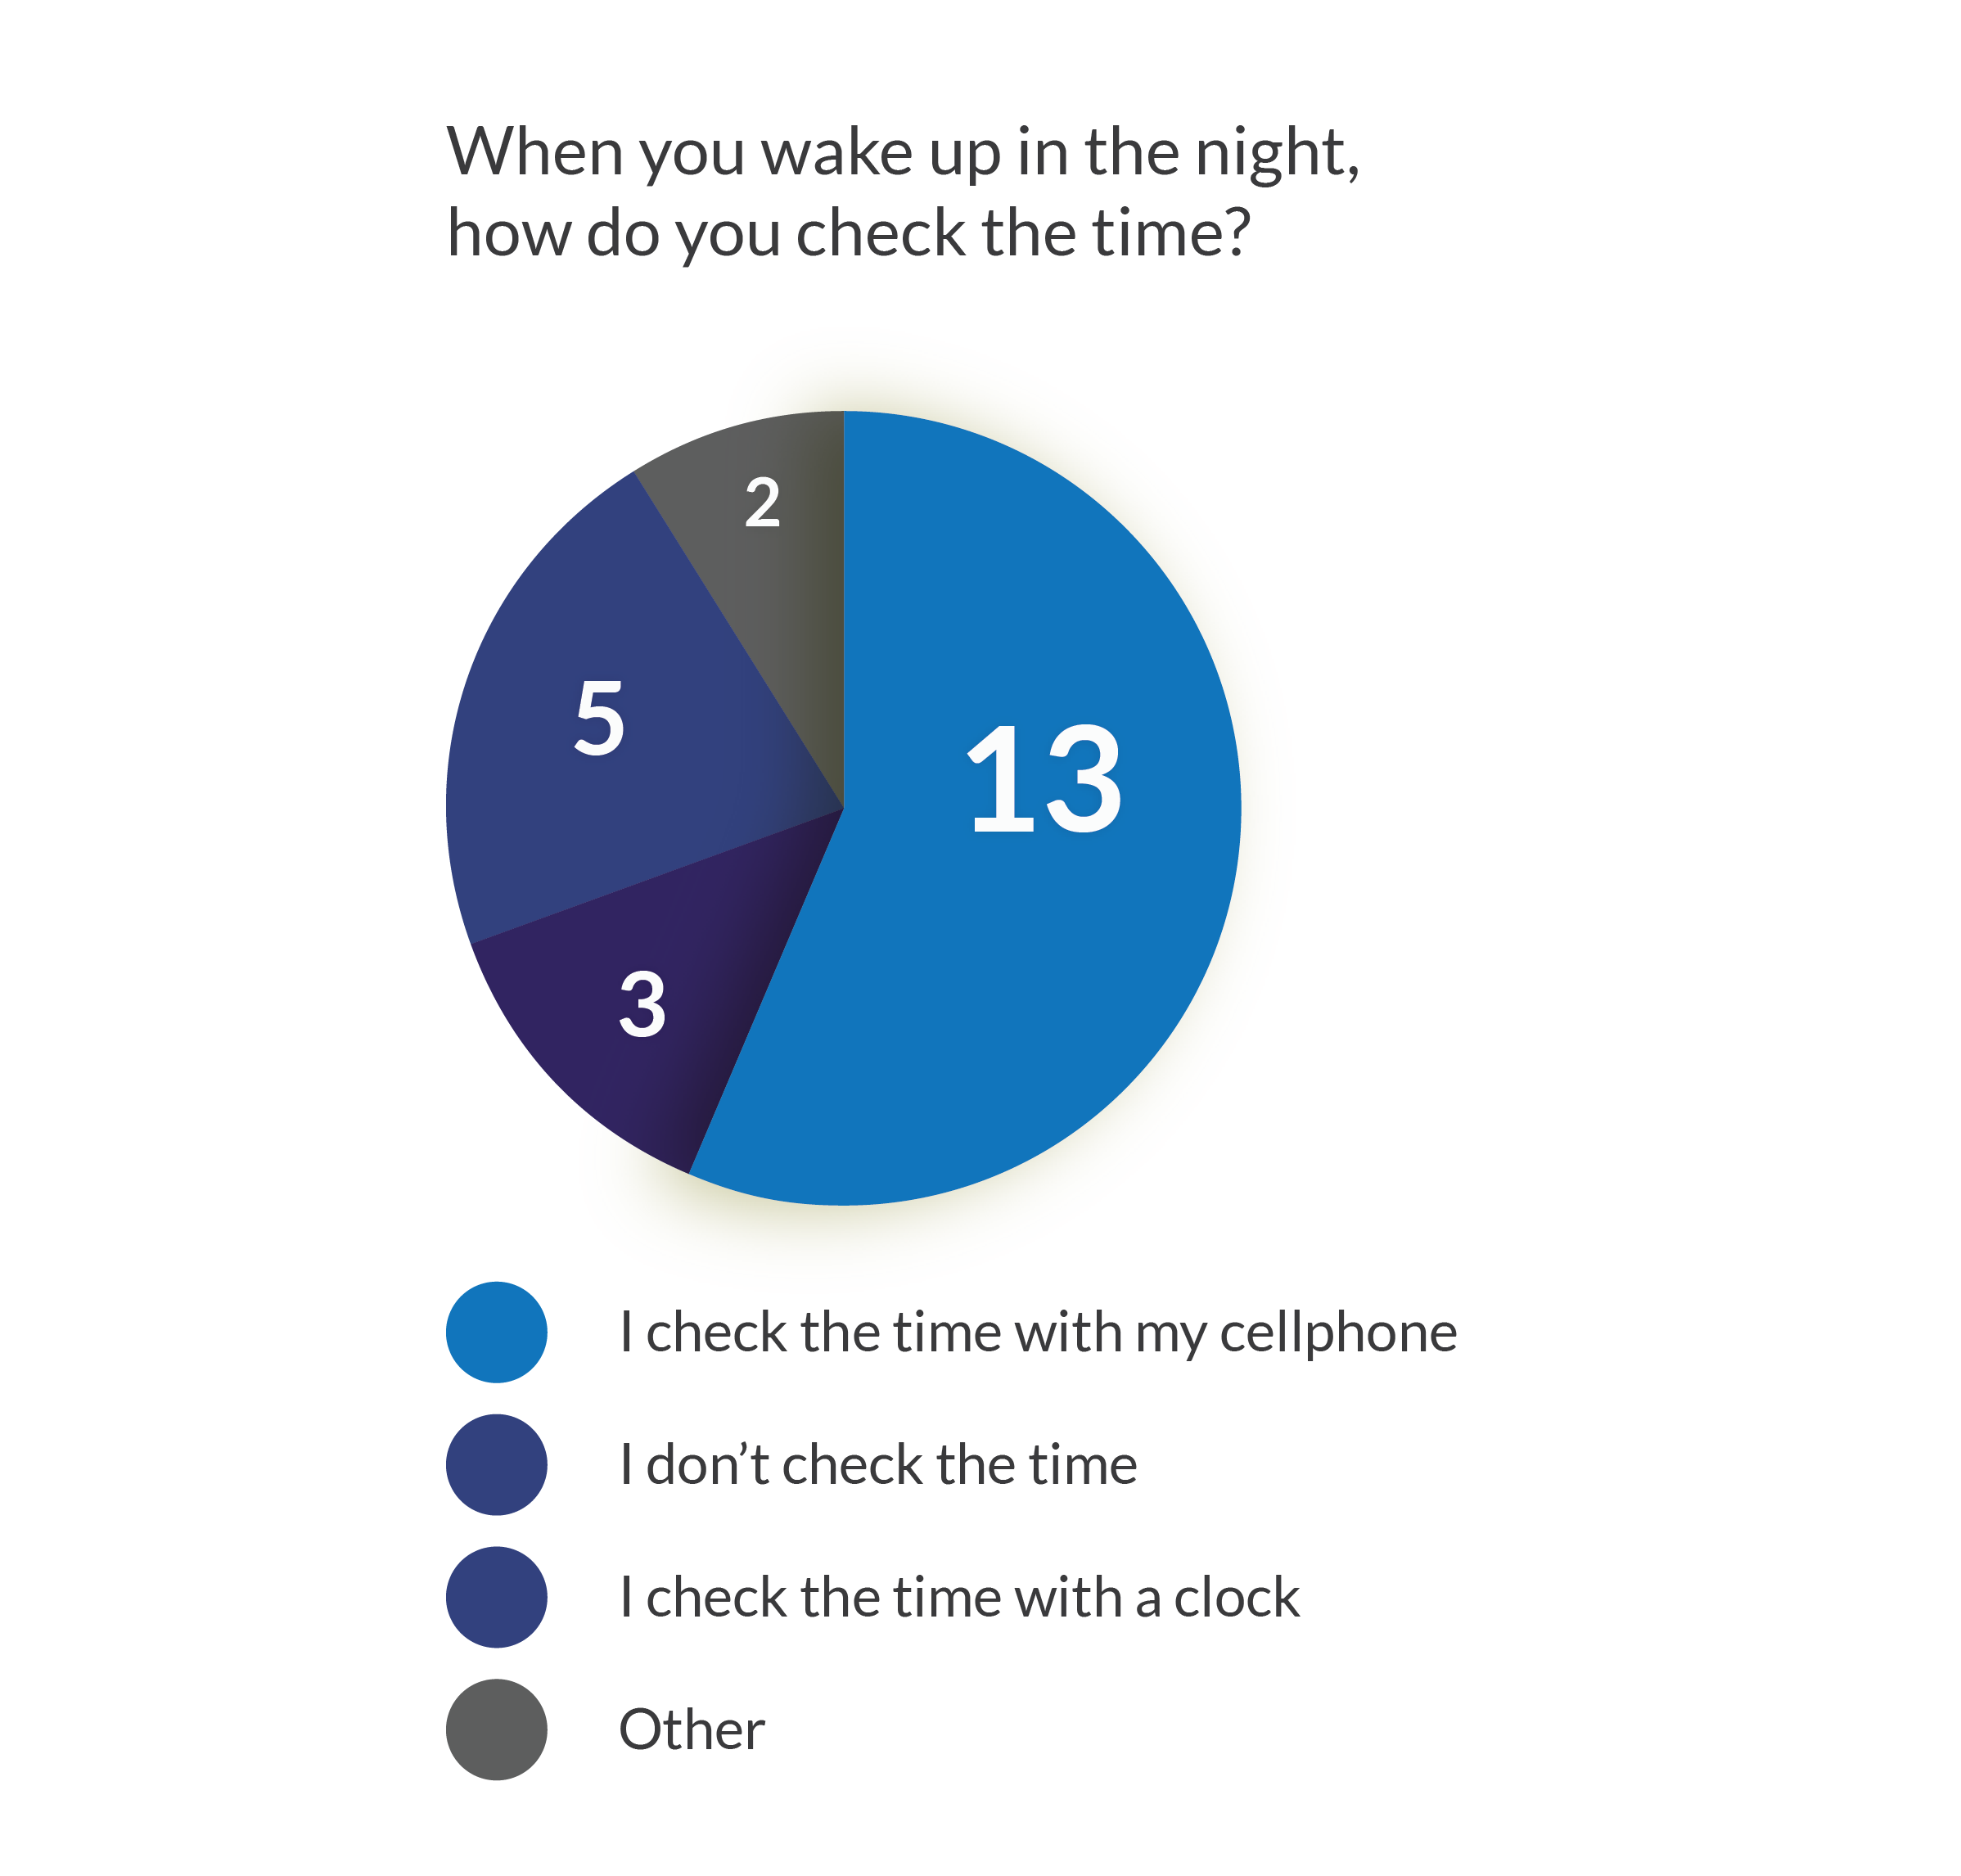 When you wake up in the night,
how do you check the time?
2
5
13
3
I check the time with my cellphone
I don’t check the time
I check the time with a clock
Other